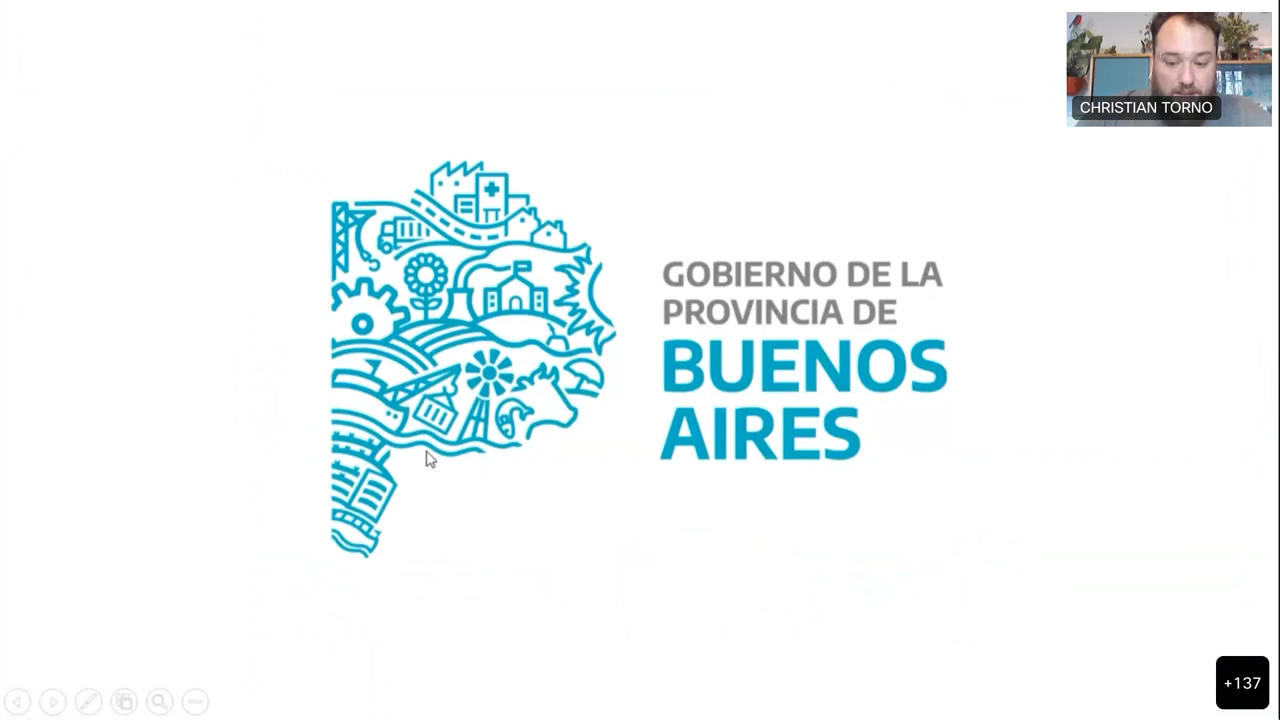 CHRISTIAN TORNO
GOBIERNO DE LA
PROVINCIA DE
BUENOS
AIRES
+137